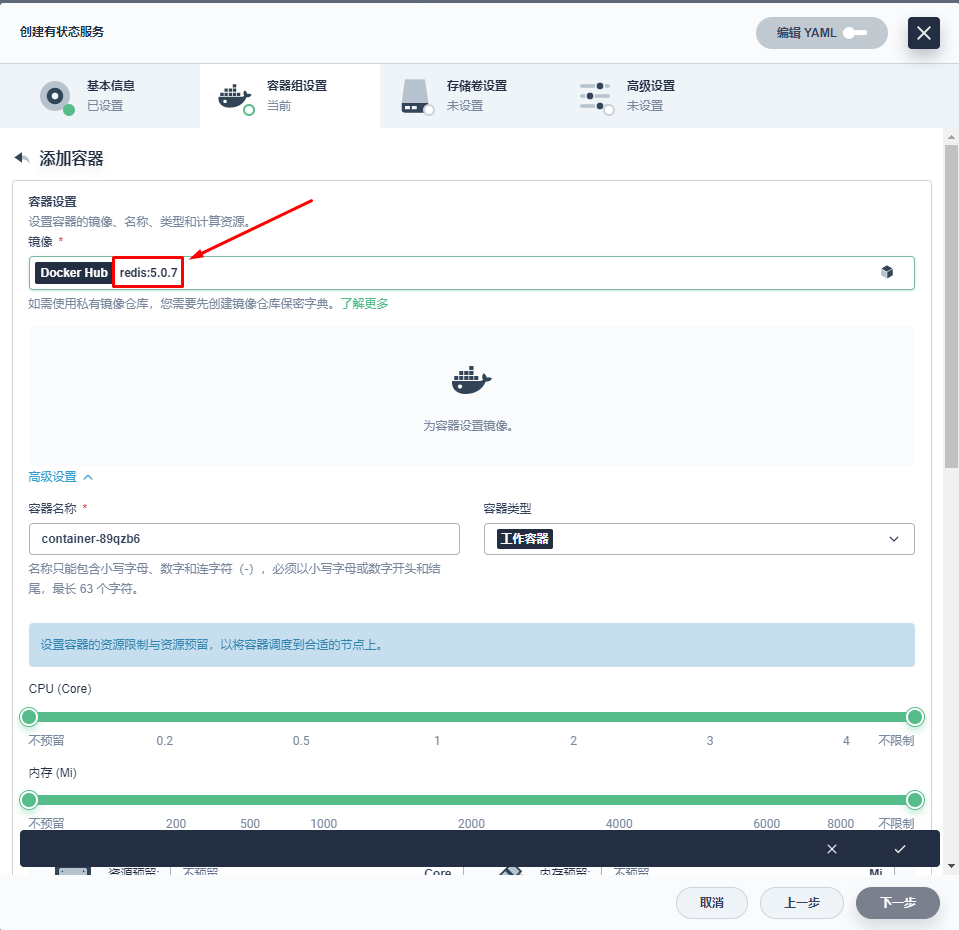 创建有状态服务
编辑 YAML
基本信息
已设置
容器组设置
当前
存储卷设置
未设置
高级设置
未设置
添加容器
容器设置
设置容器的镜像、名称、类型和计算资源。
镜像 *
Docker Hub redis:5.0.7
如需使用私有镜像仓库，您需要先创建镜像仓库保密字典。了解更多
为容器设置镜像。
高级设置
容器名称 *
容器类型
container-89qzb6
工作容器
名称只能包含小写字母、数字和连字符（-），必须以小写字母或数字开头和结
尾，最长 63 个字符。
设置容器的资源限制与资源预留，以将容器调度到合适的节点上。
CPU (Core)
不预留 0.2 0.5 1 2 3 4 不限制
内存 (Mi)
不预留 200 500 1000 2000 4000 6000 8000 不限制
资源预留: 不预留 Core 内存预留: 不预留 Mi
取消 上一步 下一步